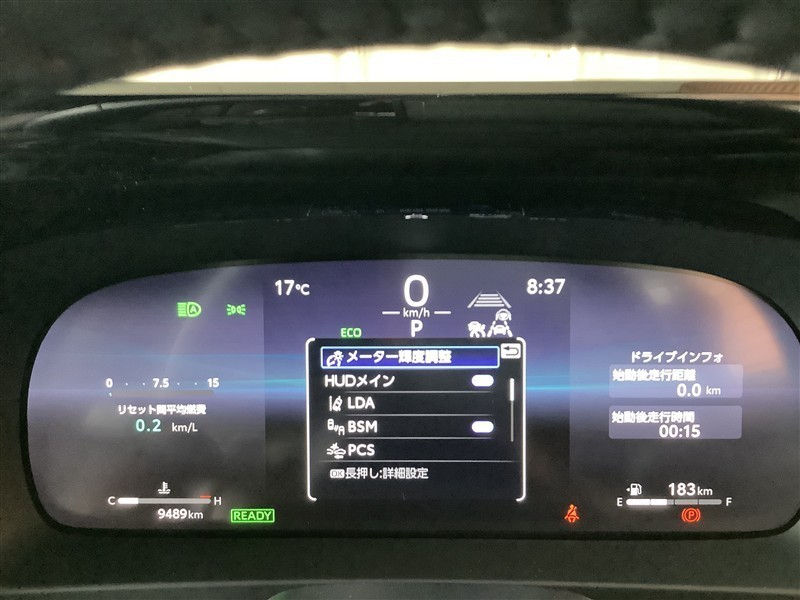 17℃
0
8:37
km/h
P
ECO
メーター輝度調整
HUDメイン
LDA
BSM
PCS
OK長押し:詳細設定
0 7.5 15
リセット間平均燃費
0.2 km/L
ドライブインフォ
始動後走行距離
0.0 km
始動後走行時間
00:15
C H
9489km
READY
183km
E F
P
A